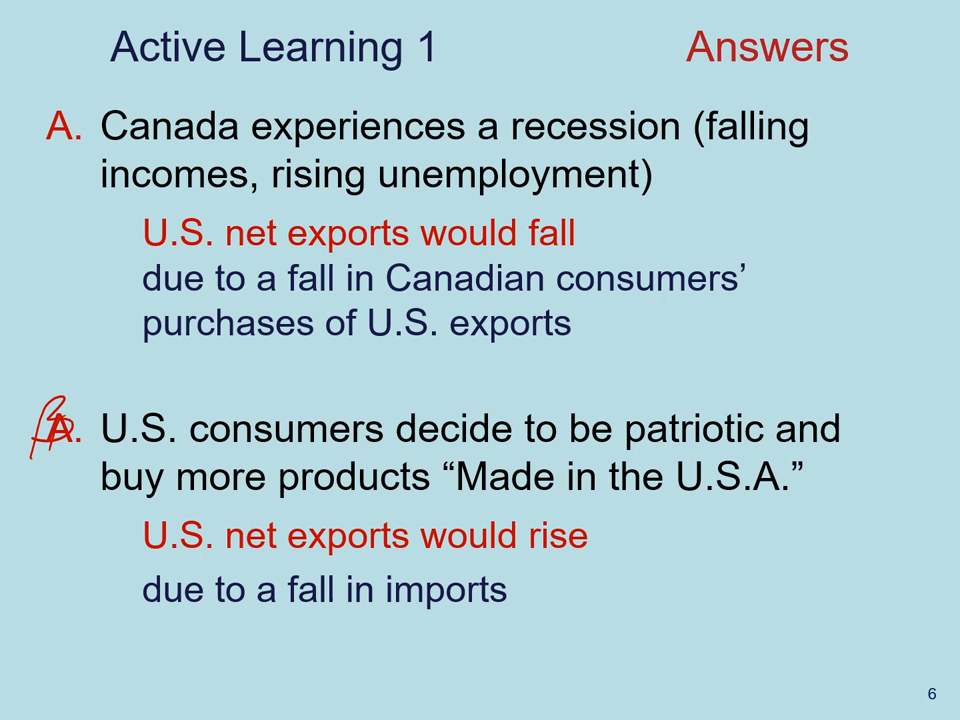 Active Learning 1 Answers
A. Canada experiences a recession (falling
incomes, rising unemployment)
U.S. net exports would fall
due to a fall in Canadian consumers’
purchases of U.S. exports
B A. U.S. consumers decide to be patriotic and
buy more products “Made in the U.S.A.”
U.S. net exports would rise
due to a fall in imports
6